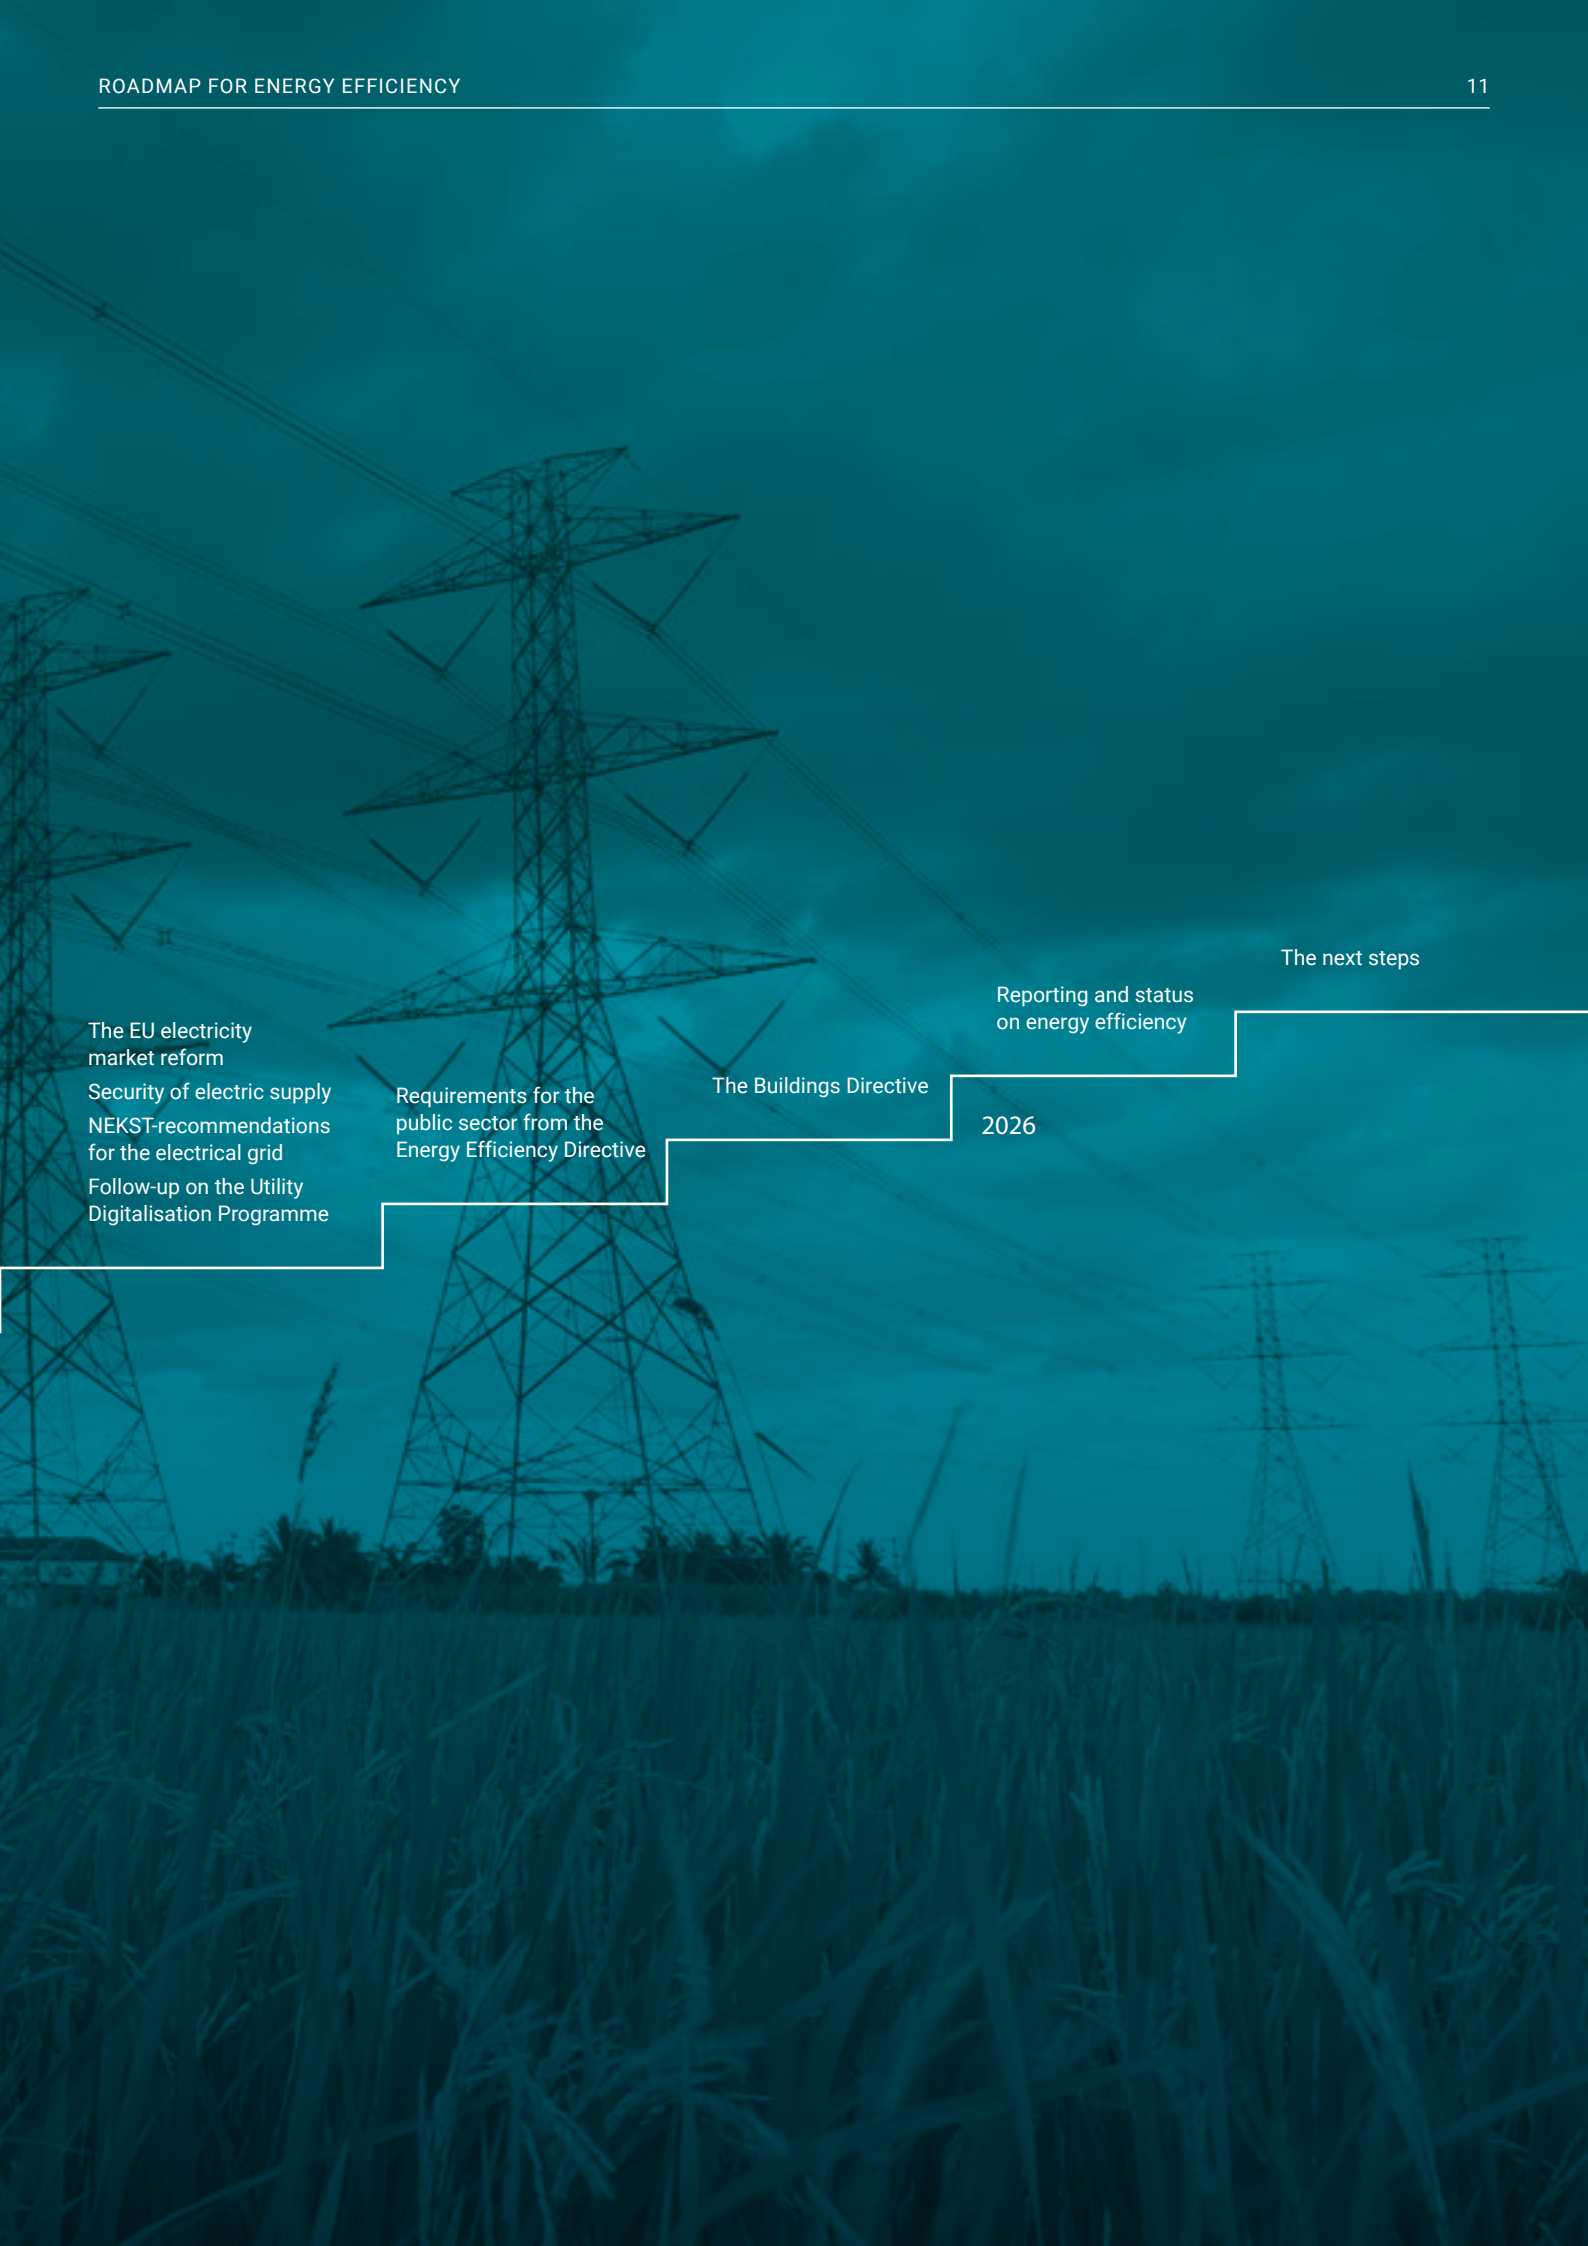 ROADMAP FOR ENERGY EFFICIENCY
11
The EU electricity
market reform
Security of electric supply
NEKST-recommendations
for the electrical grid
Follow-up on the Utility
Digitalisation Programme
Requirements for the
public sector from the
Energy Efficiency Directive
The Buildings Directive
Reporting and status
on energy efficiency
2026
The next steps